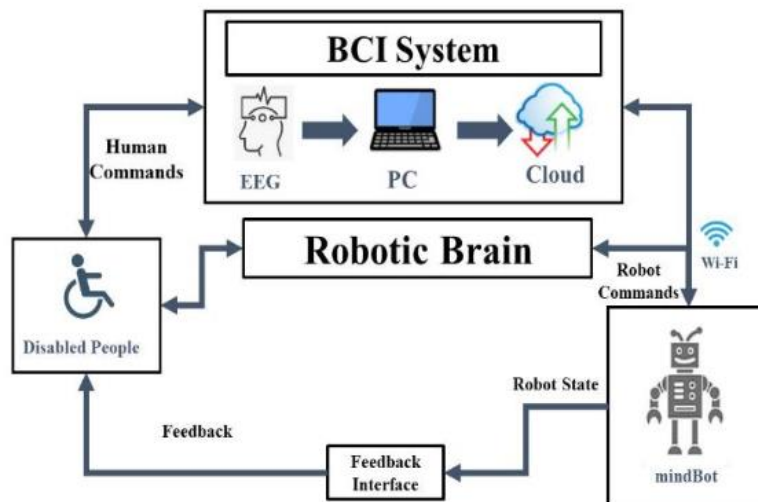 BCI System
EEG
PC
Cloud
Human
Commands
Robotic Brain
Wi-Fi
Robot
Commands
Disabled People
Robot State
Feedback
Feedback
Interface
mindBot